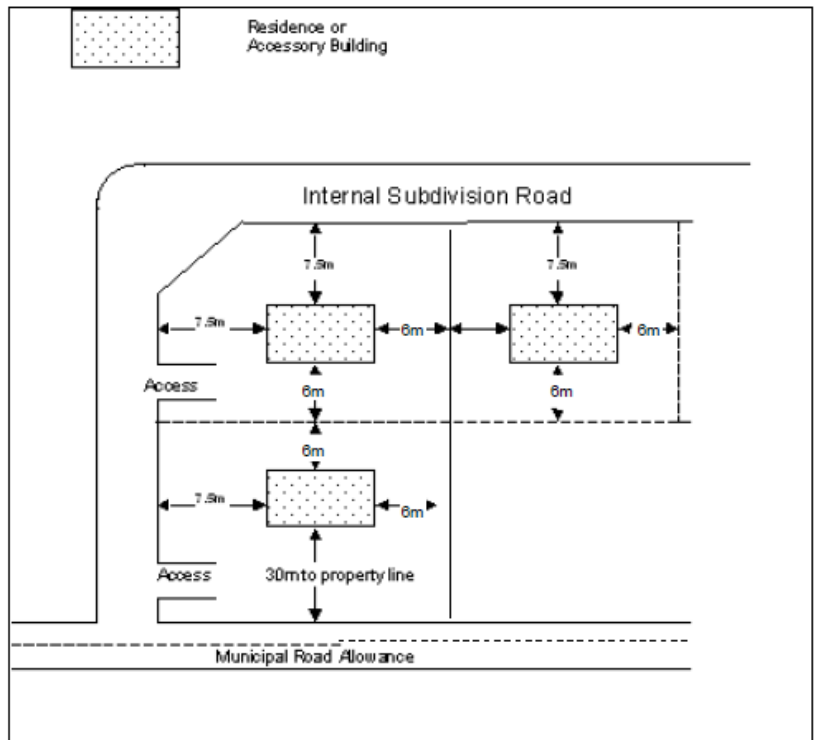 Residence or
Accessory Building
Internal Subdivision Road
7.5m
7.5m
7.5m
6m
6m
Access
6m
6m
6m
7.5m
6m
Access
30m to property line
Municipal Road Allowance